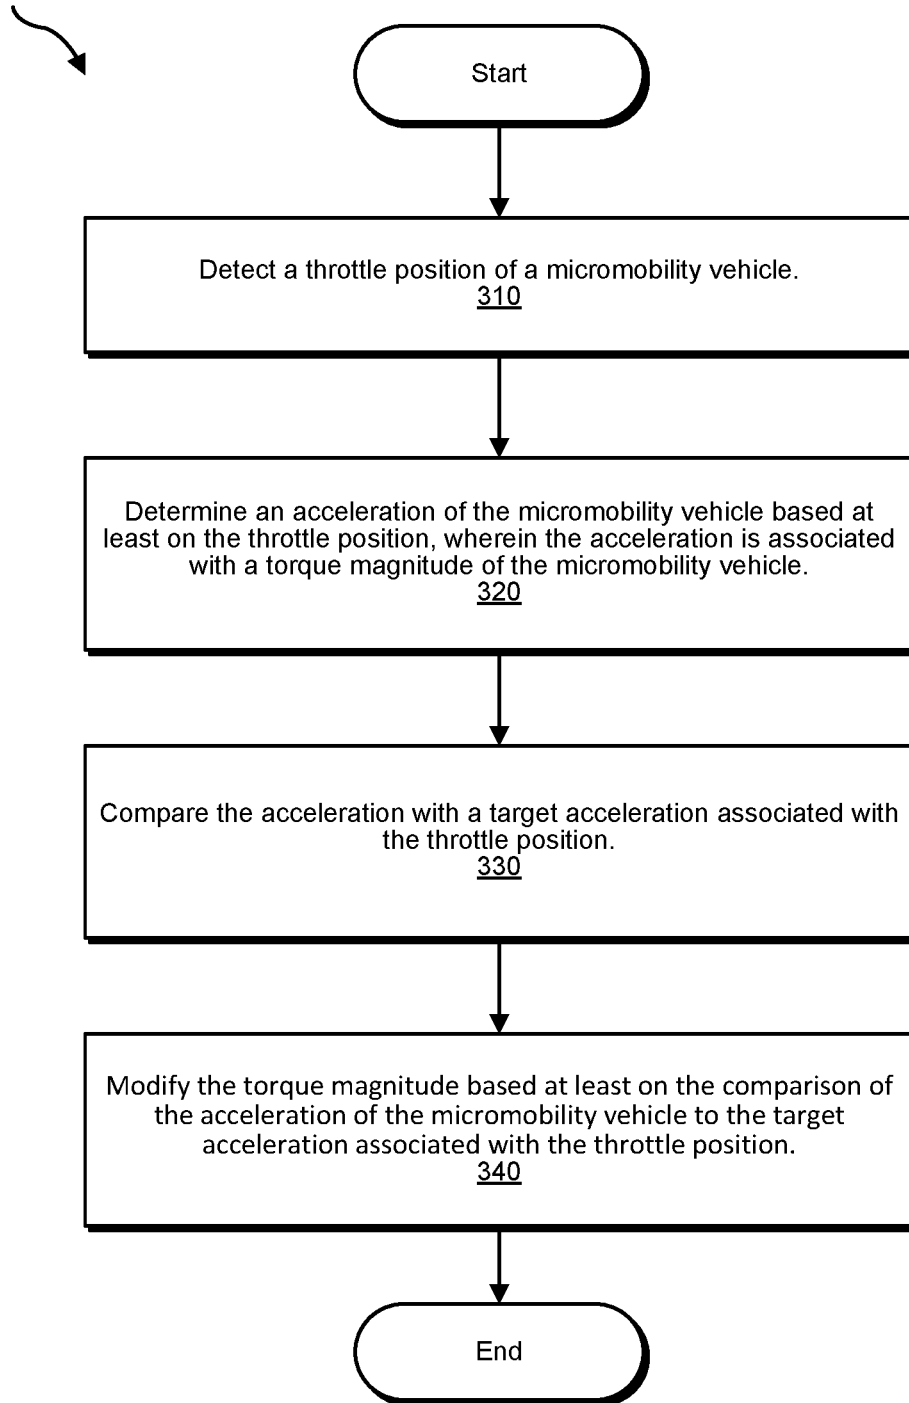 Start
Detect a throttle position of a micromobility vehicle.
310
Determine an acceleration of the micromobility vehicle based at
least on the throttle position, wherein the acceleration is associated
with a torque magnitude of the micromobility vehicle.
320
Compare the acceleration with a target acceleration associated with
the throttle position.
330
Modify the torque magnitude based at least on the comparison of
the acceleration of the micromobility vehicle to the target
acceleration associated with the throttle position.
340
End